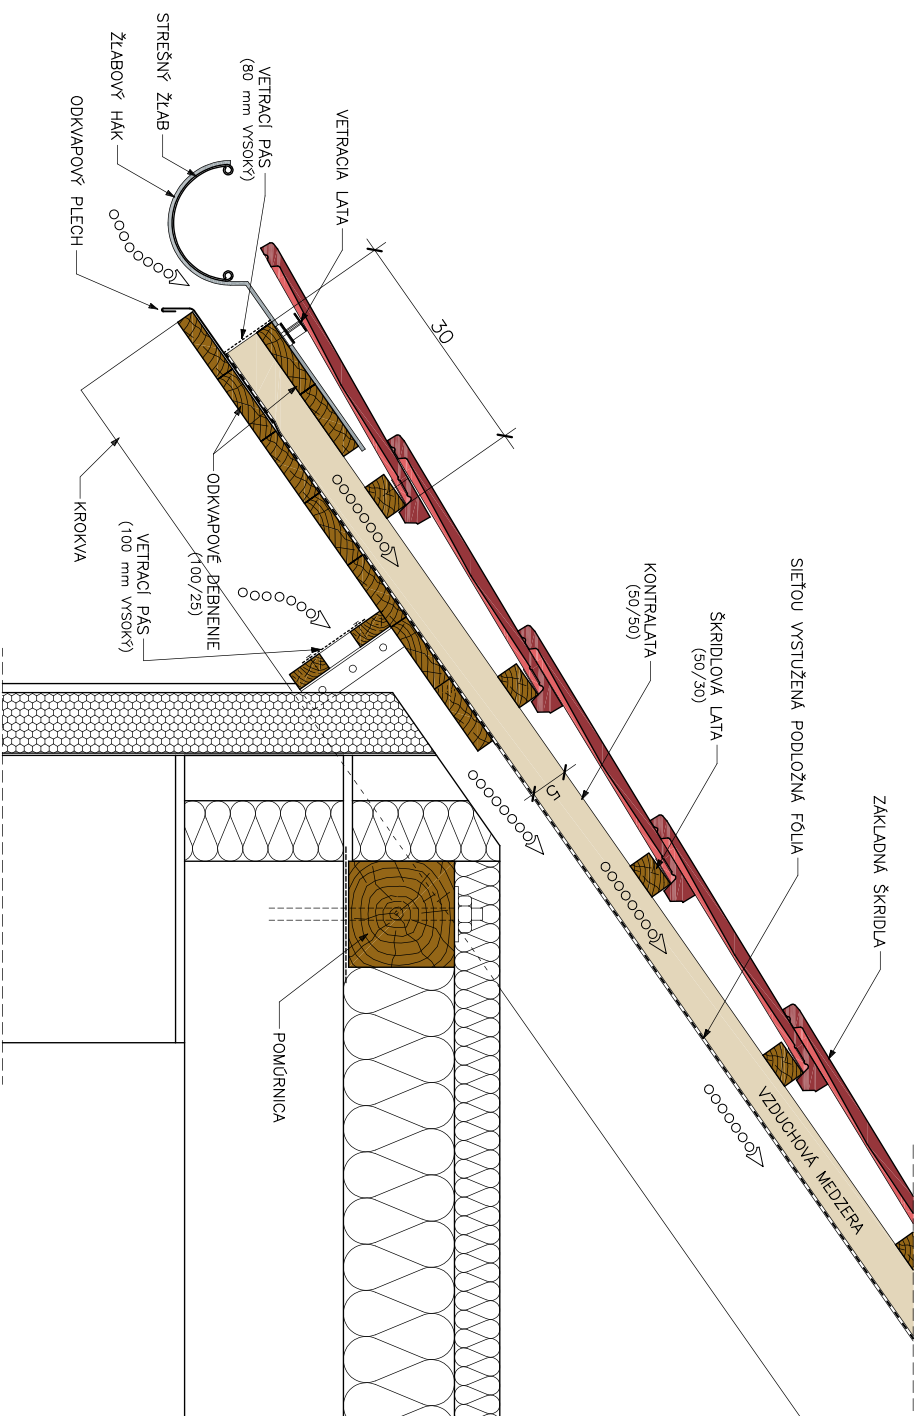 STREŠNÝ ŽĽAB
ŽĽABOVÝ HÁK
ODKVAPOVÝ PLECH
VETRACÍ PÁS
(80 mm VYSOKÝ)
VETRACIA LATA
30
ODKVAPOVÉ DEBNENIE
(100/25)
KROKVA
VETRACÍ PÁS
(100 mm VYSOKÝ)
SIEŤOU VYSTUŽENÁ PODLOŽNÁ FÓLIA
KONTRALATA
(50/50)
ŠKRIDLOVÁ LATA
(50/30)
ZÁKLADNÁ ŠKRIDLA
5
POMÚRNICA
VZDUCHOVÁ MEDZERA